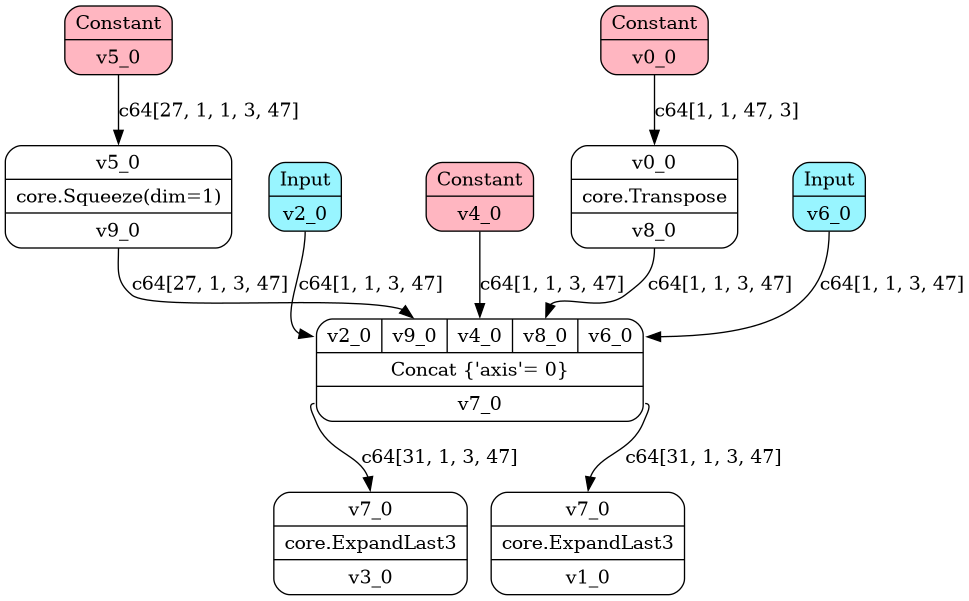 Constant
v5_0
Constant
v0_0
c64[27, 1, 1, 3, 47]
c64[1, 1, 47, 3]
v5_0
core.Squeeze(dim=1)
v9_0
Input
v2_0
Constant
v4_0
v0_0
core.Transpose
v8_0
Input
v6_0
c64[27, 1, 3, 47]
c64[1, 1, 3, 47]
c64[1, 1, 3, 47]
c64[1, 1, 3, 47]
c64[1, 1, 3, 47]
v2_0 v9_0 v4_0 v8_0 v6_0
Concat {'axis'= 0}
v7_0
c64[31, 1, 3, 47]
c64[31, 1, 3, 47]
v7_0
core.ExpandLast3
v3_0
v7_0
core.ExpandLast3
v1_0